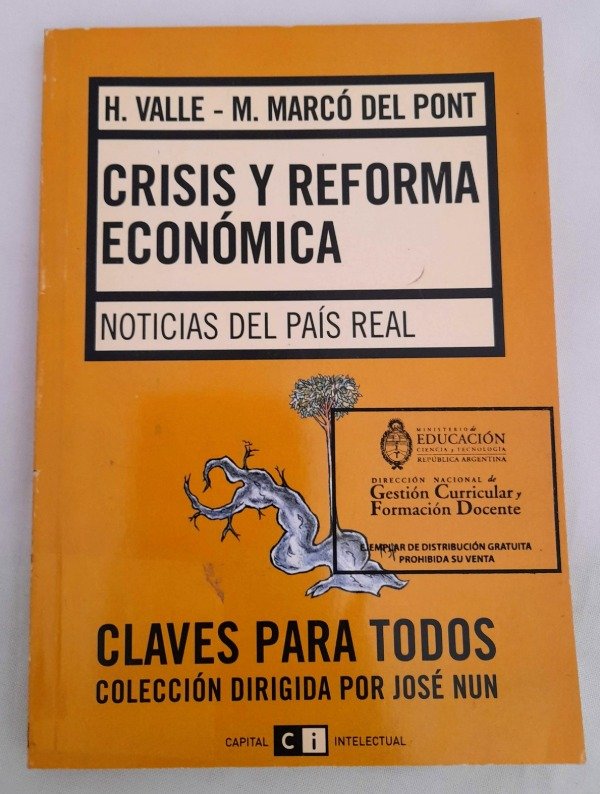 H. VALLE - M. MARCÓ DEL PONT
CRISIS Y REFORMA
ECONÓMICA
NOTICIAS DEL PAÍS REAL
MINISTERIO de
EDUCACIÓN
CIENCIA y TECNOLOGÍA
REPÚBLICA ARGENTINA
DIRECCIÓN NACIONAL de
Gestión Curricular y
Formación Docente
EJEMPLAR DE DISTRIBUCIÓN GRATUITA
PROHIBIDA SU VENTA
CLAVES PARA TODOS
COLECCIÓN DIRIGIDA POR JOSÉ NUN
CAPITAL Ci INTELECTUAL